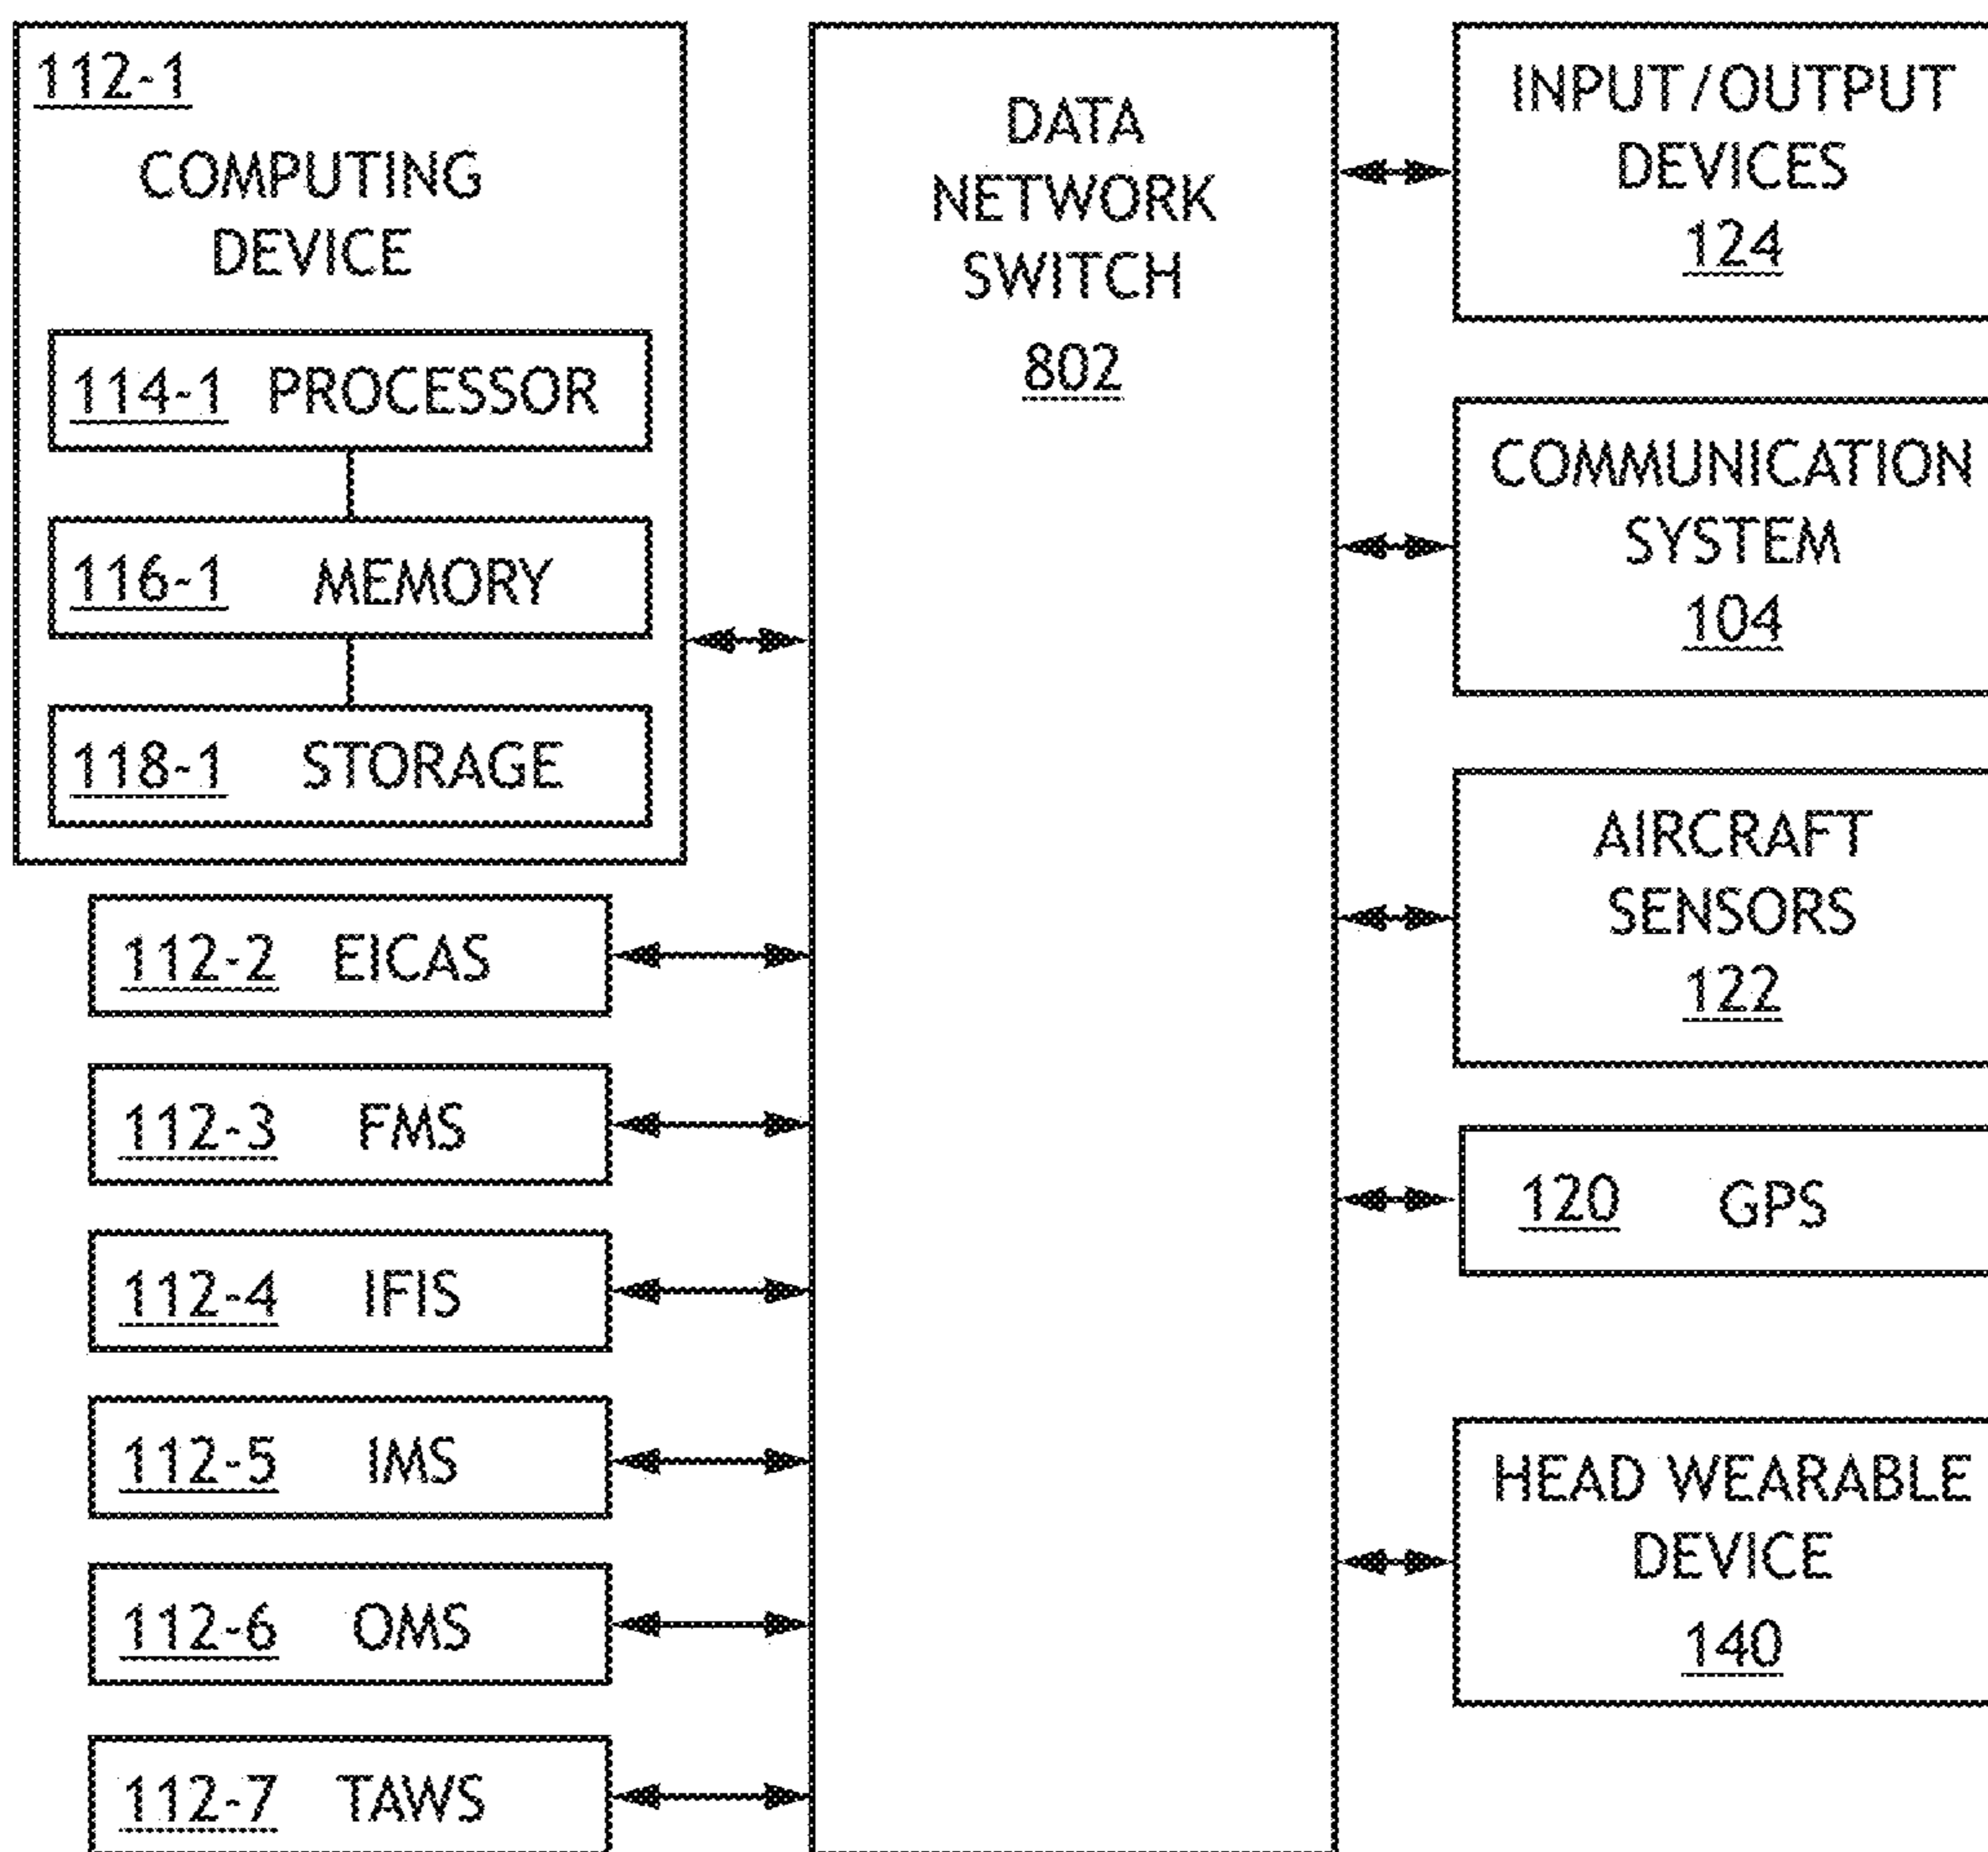 112-1
COMPUTING
DEVICE
114-1 PROCESSOR
116-1 MEMORY
118-1 STORAGE
112-2 EICAS
112-3 FMS
112-4 IFIS
112-5 IMS
112-6 OMS
112-7 TAWS
DATA
NETWORK
SWITCH
802
INPUT/OUTPUT
DEVICES
124
COMMUNICATION
SYSTEM
104
AIRCRAFT
SENSORS
122
120 GPS
HEAD WEARABLE
DEVICE
140